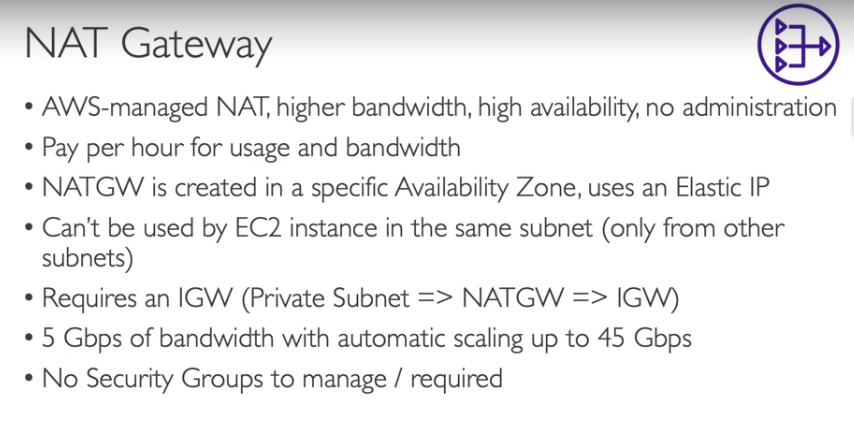 NAT Gateway
• AWS-managed NAT, higher bandwidth, high availability, no administration
• Pay per hour for usage and bandwidth
• NATGW is created in a specific Availability Zone, uses an Elastic IP
• Can’t be used by EC2 instance in the same subnet (only from other
subnets)
• Requires an IGW (Private Subnet => NATGW => IGW)
• 5 Gbps of bandwidth with automatic scaling up to 45 Gbps
• No Security Groups to manage / required